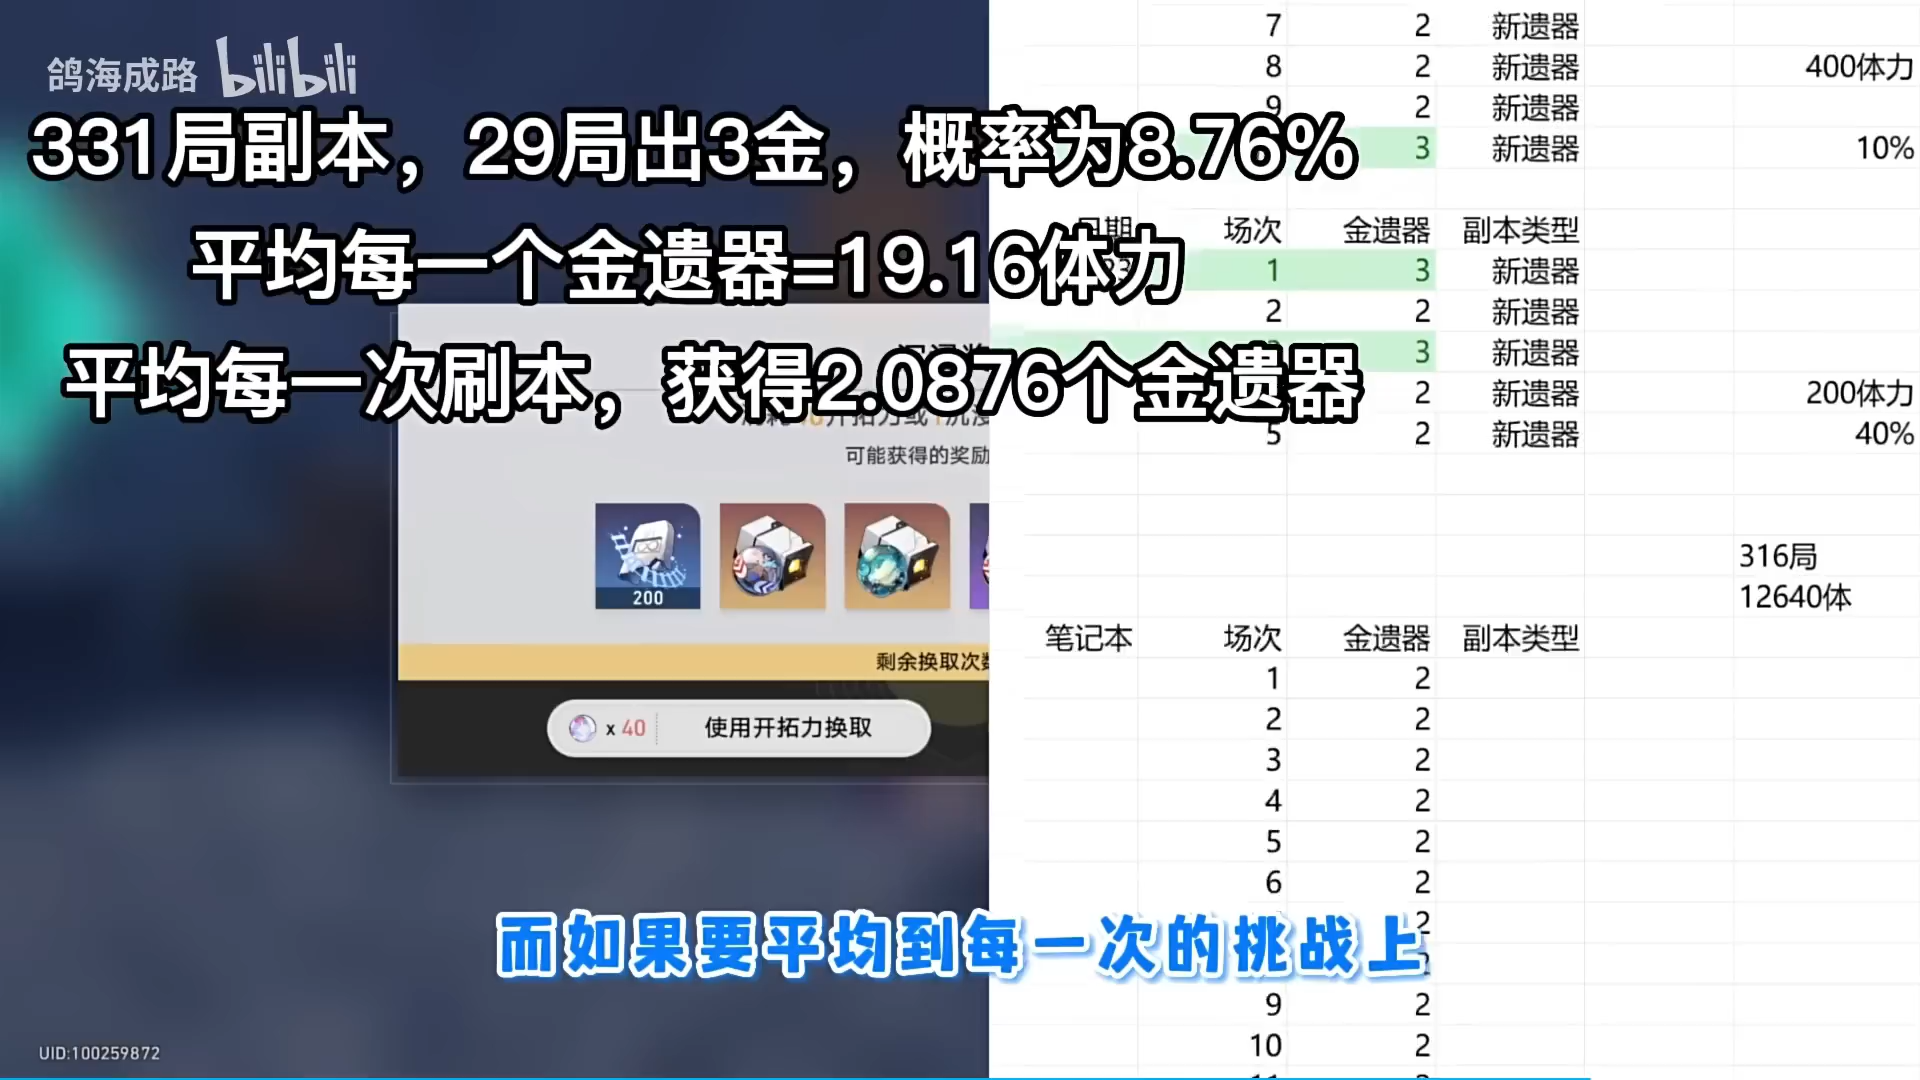 鸽海成路 bilibili
331局副本，29局出3金，概率为8.76%
平均每一个金遗器=19.16体力
平均每一次刷本，获得2.0876个金遗器
可能获得的奖励
200
剩余换取次数
x 40 使用开拓力换取
7 2 新遗器
8 2 新遗器 400体力
9 2 新遗器
3 新遗器 10%
日期 场次 金遗器 副本类型
1 3 新遗器
2 2 新遗器
3 新遗器
2 新遗器 200体力
5 2 新遗器 40%
316局
12640体
笔记本 场次 金遗器 副本类型
1 2
2 2
3 2
4 2
5 2
6 2
2
2
9 2
10 2
而如果要平均到每一次的挑战上
UID:100259872